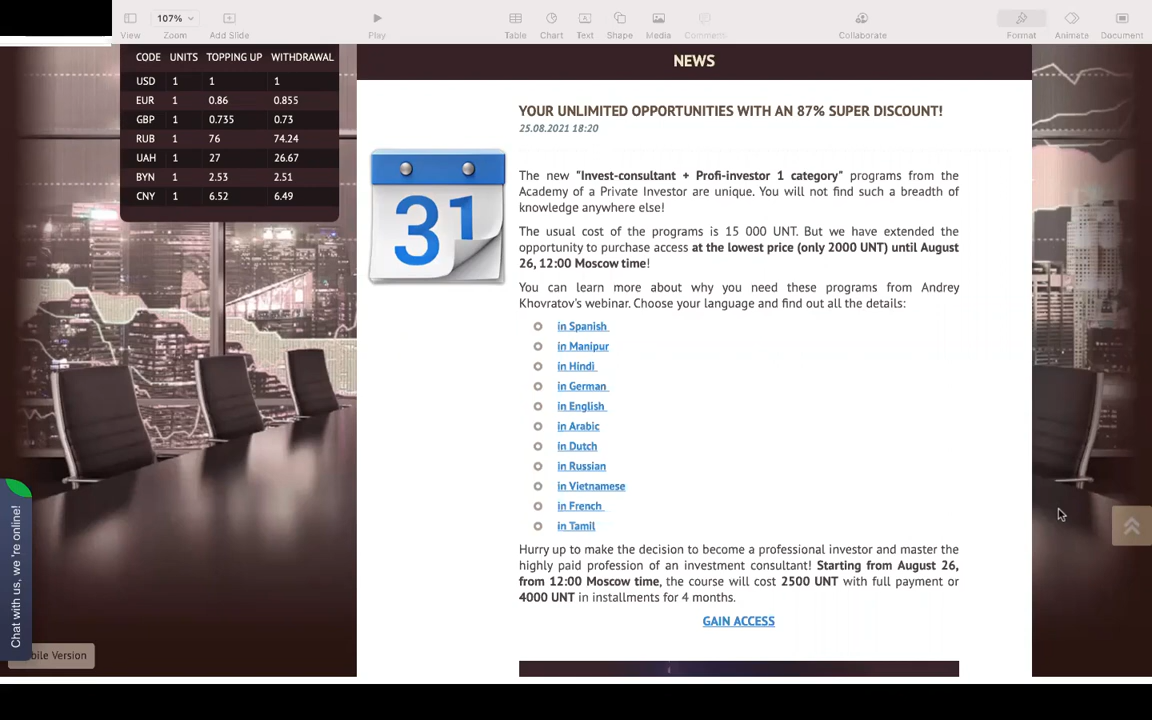 107%
View
Zoom
Add Slide
Play
Table
Chart
Text
Shape
Media
Comment
Collaborate
Format
Animate
Document
CODE UNITS TOPPING UP WITHDRAWAL
USD 1 1 1
EUR 1 0.86 0.855
GBP 1 0.735 0.73
RUB 1 76 74.24
UAH 1 27 26.67
BYN 1 2.53 2.51
CNY 1 6.52 6.49
NEWS
YOUR UNLIMITED OPPORTUNITIES WITH AN 87% SUPER DISCOUNT!
25.08.2021 18:20
31
The new "Invest-consultant + Profi-investor 1 category" programs from the
Academy of a Private Investor are unique. You will not find such a breadth of
knowledge anywhere else!
The usual cost of the programs is 15 000 UNT. But we have extended the
opportunity to purchase access at the lowest price (only 2000 UNT) until August
26, 12:00 Moscow time!
You can learn more about why you need these programs from Andrey
Khovratov's webinar. Choose your language and find out all the details:
in Spanish
in Manipur
in Hindi
in German
in English
in Arabic
in Dutch
in Russian
in Vietnamese
in French
in Tamil
Hurry up to make the decision to become a professional investor and master the
highly paid profession of an investment consultant! Starting from August 26,
from 12:00 Moscow time, the course will cost 2500 UNT with full payment or
4000 UNT in installments for 4 months.
GAIN ACCESS
Chat with us, we're online!
bile Version